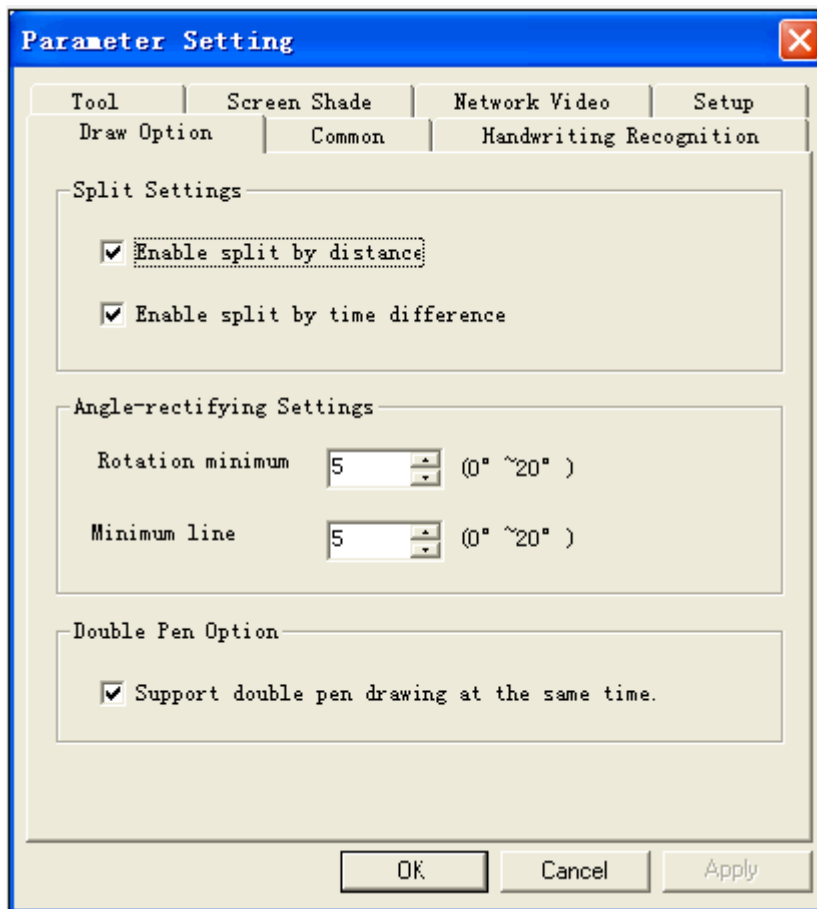 Parameter Setting
Tool Screen Shade Network Video Setup
Draw Option Common Handwriting Recognition
Split Settings
Enable split by distance
Enable split by time difference
Angle-rectifying Settings
Rotation minimum 5 (0° ~20° )
Minimum line 5 (0° ~20° )
Double Pen Option
Support double pen drawing at the same time.
OK Cancel Apply